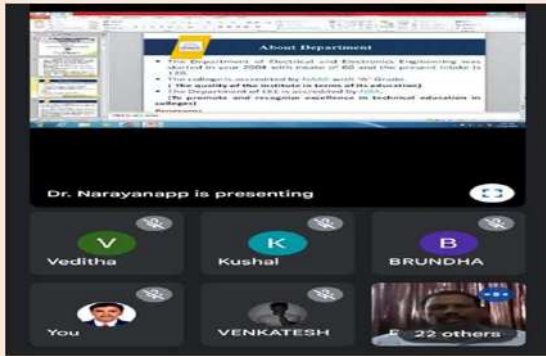 About Department
• The Department of Electrical and Electronics Engineering was
started in year 2004 with intake of 60 and the present intake is
120.
• The college is accredited by NAAC with 'A' Grade.
( The quality of the institute in terms of its education)
• The Department of EEE is accredited by NBA.
(To promote and recognize excellence in technical education in
colleges)
Dr. Narayanapp is presenting
V
K
B
Veditha
Kushal
BRUNDHA
You
VENKATESH
22 others